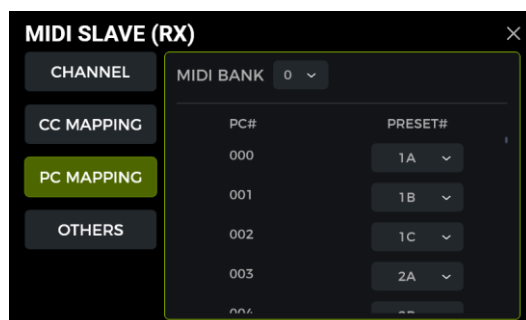 MIDI SLAVE (RX)
CHANNEL
CC MAPPING
PC MAPPING
OTHERS
MIDI BANK 0
PC# PRESET#
000 1A
001 1B
002 1C
003 2A